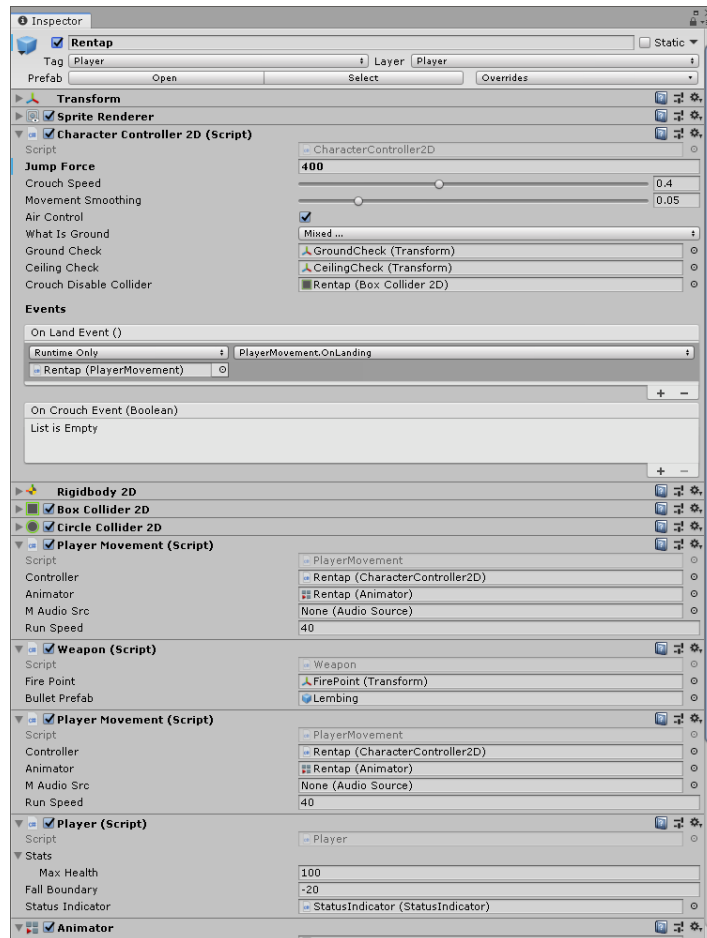 Inspector
Rentap Static
Tag Player Layer Player
Prefab Open Select Overrides
Transform
Sprite Renderer
Character Controller 2D (Script)
Script CharacterController2D
Jump Force 400
Crouch Speed 0.4
Movement Smoothing 0.05
Air Control
What Is Ground Mixed ...
Ground Check GroundCheck (Transform)
Ceiling Check CeilingCheck (Transform)
Crouch Disable Collider Rentap (Box Collider 2D)
Events
On Land Event ()
Runtime Only PlayerMovement.OnLanding
Rentap (PlayerMovement)
On Crouch Event (Boolean)
List is Empty
Rigidbody 2D
Box Collider 2D
Circle Collider 2D
Player Movement (Script)
Script PlayerMovement
Controller Rentap (CharacterController2D)
Animator Rentap (Animator)
M Audio Src None (Audio Source)
Run Speed 40
Weapon (Script)
Script Weapon
Fire Point FirePoint (Transform)
Bullet Prefab Lembing
Player Movement (Script)
Script PlayerMovement
Controller Rentap (CharacterController2D)
Animator Rentap (Animator)
M Audio Src None (Audio Source)
Run Speed 40
Player (Script)
Script Player
Stats
Max Health 100
Fall Boundary -20
Status Indicator StatusIndicator (StatusIndicator)
Animator